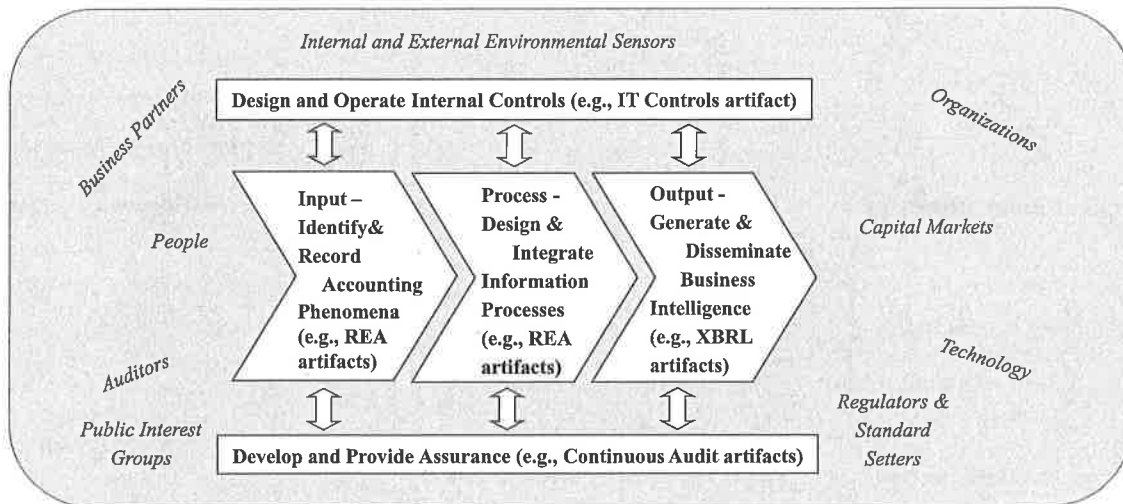 Internal and External Environmental Sensors
Business Partners
Design and Operate Internal Controls (e.g., IT Controls artifact)
Organizations
People
Input –
Identify&
Record
Accounting
Phenomena
(e.g., REA
artifacts)
Process -
Design &
Integrate
Information
Processes
(e.g., REA
artifacts)
Output -
Generate &
Disseminate
Business
Intelligence
(e.g., XBRL
artifacts)
Capital Markets
Auditors
Technology
Public Interest
Groups
Develop and Provide Assurance (e.g., Continuous Audit artifacts)
Regulators &
Standard
Setters